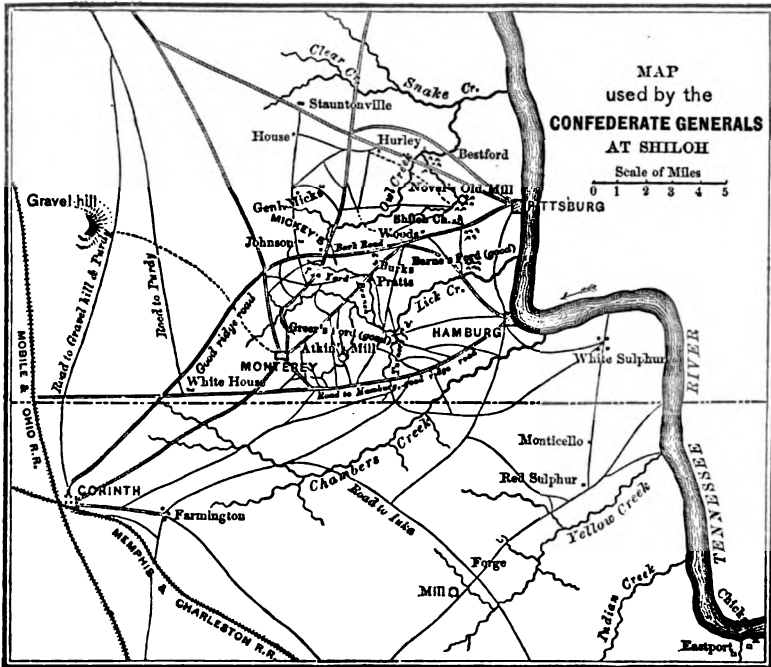 MAP
used by the
CONFEDERATE GENERALS
AT SHILOH
Scale of Miles
0 1 2 3 4 5
Clear Cr.
Snake Cr.
Stauntonville
House
Hurley
Bestford
Owl Creek
Nover's Old Mill
PITTSBURG
Gravel hill
Shiloh Ch.
MICKEY'S
Woods
Johnson
Bark Road
Barne's Ford (good)
Burks
Ford
Pratts
Lick Cr.
Road to Gravel hill & Purdy
Road to Purdy
Good ridge road
Greer's Ford (good)
HAMBURG
Atkin's Mill
MONTEREY
White Sulphur
White House
Road to Hamburg, good ridge road
RIVER
MOBILE & OHIO R.R.
Chambers Creek
Monticello
Red Sulphur
CORINTH
Farmington
Road to Iuka
Yellow Creek
TENNESSEE
MEMPHIS & CHARLESTON R.R.
Forge
Mill
Indian Creek
Chick
Eastport